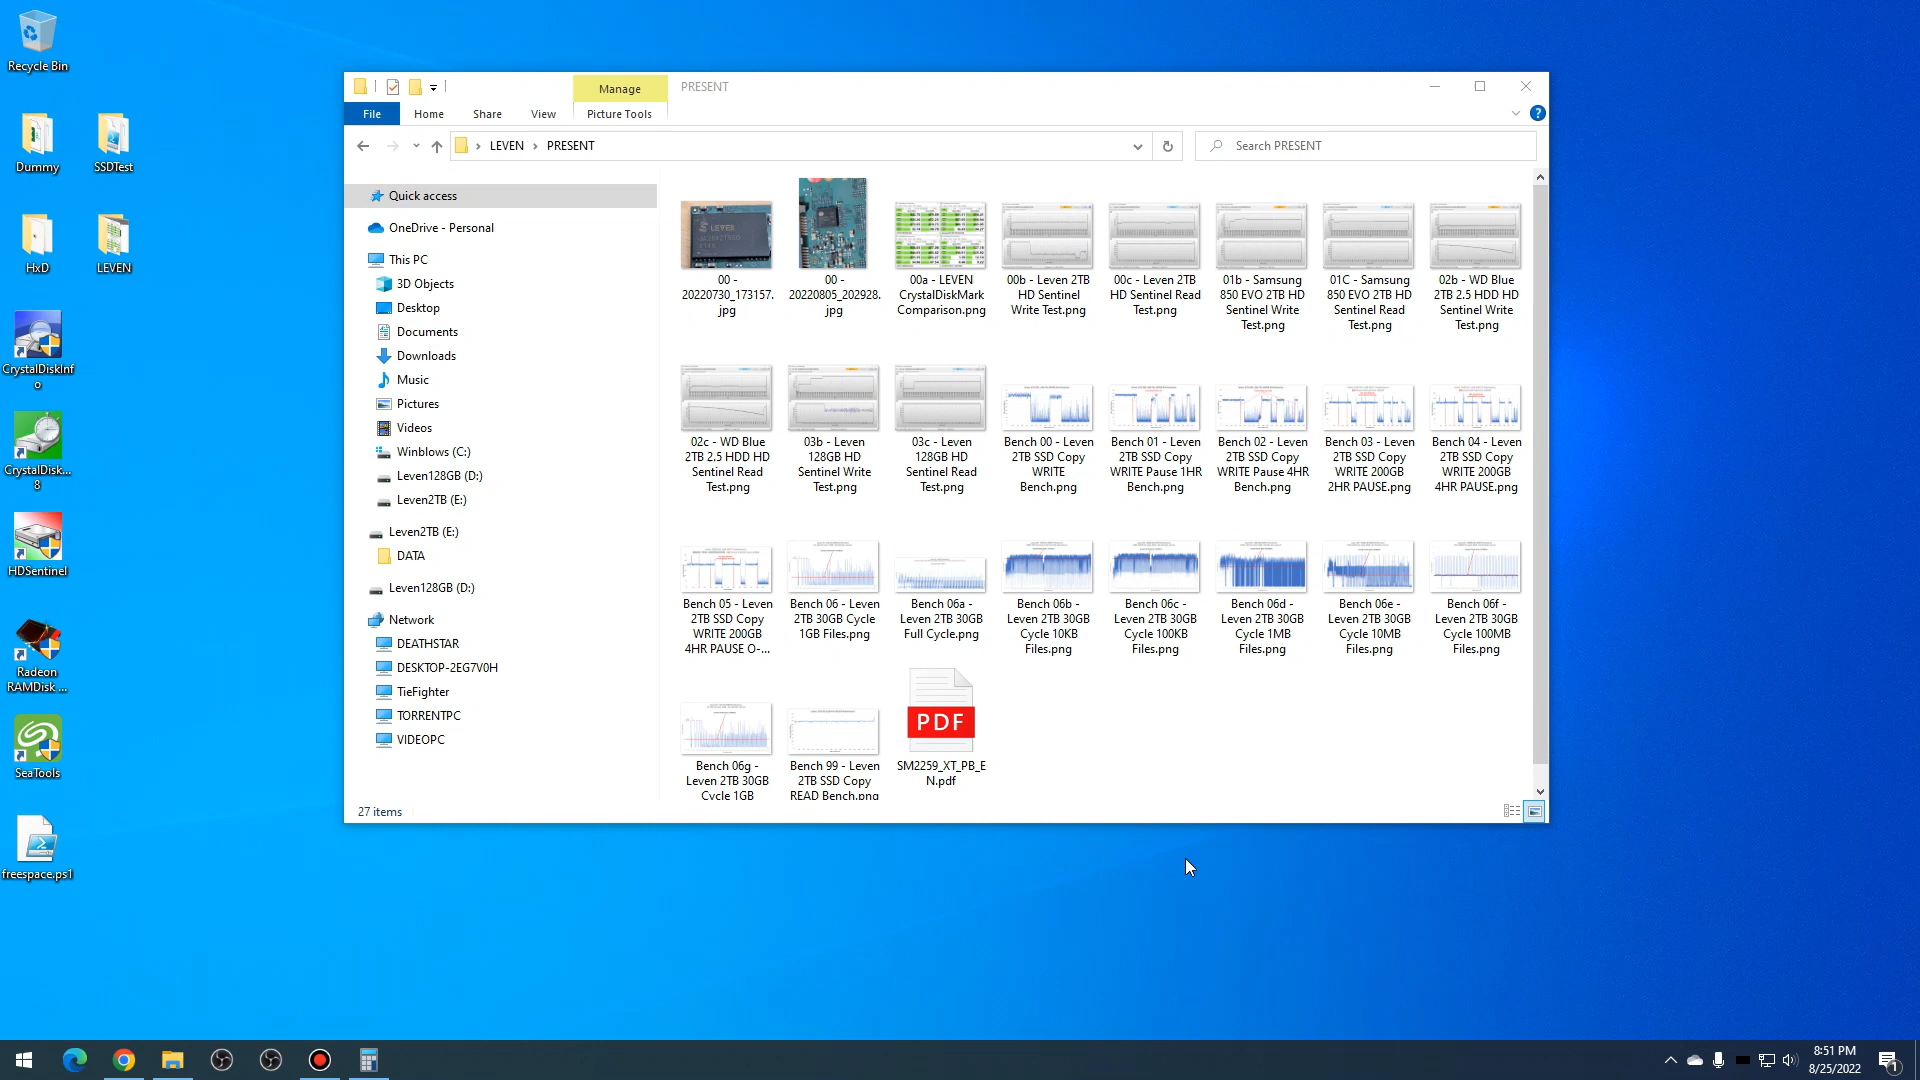 Recycle Bin
Dummy
SSDTest
HxD
LEVEN
CrystalDiskInf
o
CrystalDisk...
8
HDSentinel
Radeon
RAMDisk ...
SeaTools
freespace.ps1
Manage
PRESENT
File
Home
Share
View
Picture Tools
LEVEN
PRESENT
Search PRESENT
Quick access
OneDrive - Personal
This PC
3D Objects
Desktop
Documents
Downloads
Music
Pictures
Videos
Winblows (C:)
Leven128GB (D:)
Leven2TB (E:)
Leven2TB (E:)
DATA
Leven128GB (D:)
Network
DEATHSTAR
DESKTOP-2EG7V0H
TieFighter
TORRENTPC
VIDEOPC
LEVEN
00 -
20220730_173157.
jpg
00 -
20220805_202928.
jpg
00a - LEVEN
CrystalDiskMark
Comparison.png
00b - Leven 2TB
HD Sentinel
Write Test.png
00c - Leven 2TB
HD Sentinel Read
Test.png
01b - Samsung
850 EVO 2TB HD
Sentinel Write
Test.png
01C - Samsung
850 EVO 2TB HD
Sentinel Read
Test.png
02b - WD Blue
2TB 2.5 HDD HD
Sentinel Write
Test.png
02c - WD Blue
2TB 2.5 HDD HD
Sentinel Read
Test.png
03b - Leven
128GB HD
Sentinel Write
Test.png
03c - Leven
128GB HD
Sentinel Read
Test.png
Bench 00 - Leven
2TB SSD Copy
WRITE
Bench.png
Bench 01 - Leven
2TB SSD Copy
WRITE Pause 1HR
Bench.png
Bench 02 - Leven
2TB SSD Copy
WRITE Pause 4HR
Bench.png
Bench 03 - Leven
2TB SSD Copy
WRITE 200GB
2HR PAUSE.png
Bench 04 - Leven
2TB SSD Copy
WRITE 200GB
4HR PAUSE.png
Bench 05 - Leven
2TB SSD Copy
WRITE 200GB
4HR PAUSE O-...
Bench 06 - Leven
2TB 30GB Cycle
1GB Files.png
Bench 06a -
Leven 2TB 30GB
Full Cycle.png
Bench 06b -
Leven 2TB 30GB
Cycle 10KB
Files.png
Bench 06c -
Leven 2TB 30GB
Cycle 100KB
Files.png
Bench 06d -
Leven 2TB 30GB
Cycle 1MB
Files.png
Bench 06e -
Leven 2TB 30GB
Cycle 10MB
Files.png
Bench 06f -
Leven 2TB 30GB
Cycle 100MB
Files.png
Bench 06g -
Leven 2TB 30GB
Cycle 1GB
Bench 99 - Leven
2TB SSD Copy
READ Bench.png
PDF
SM2259_XT_PB_E
N.pdf
27 items
8:51 PM
8/25/2022
1